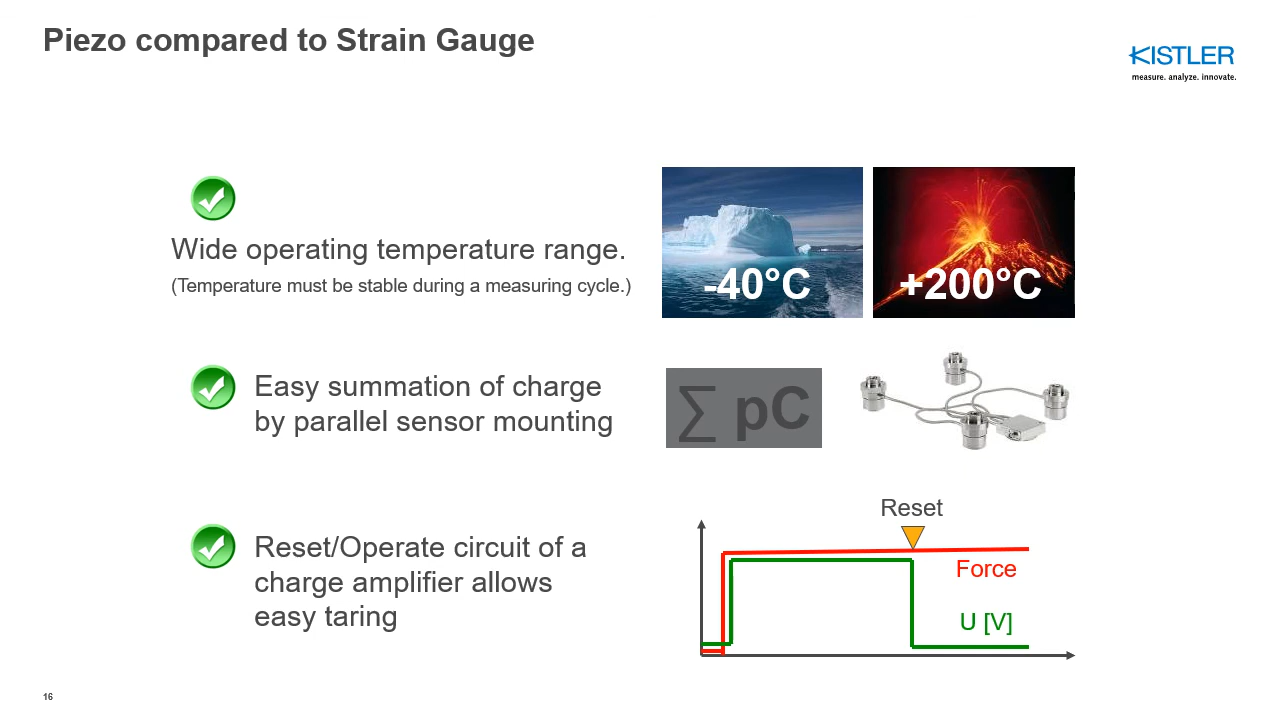 Piezo compared to Strain Gauge
KISTLER
measure. analyze. innovate.
Wide operating temperature range.
(Temperature must be stable during a measuring cycle.)
-40°C
+200°C
Easy summation of charge
by parallel sensor mounting
∑ pC
Reset/Operate circuit of a
charge amplifier allows
easy taring
Reset
Force
U [V]
16